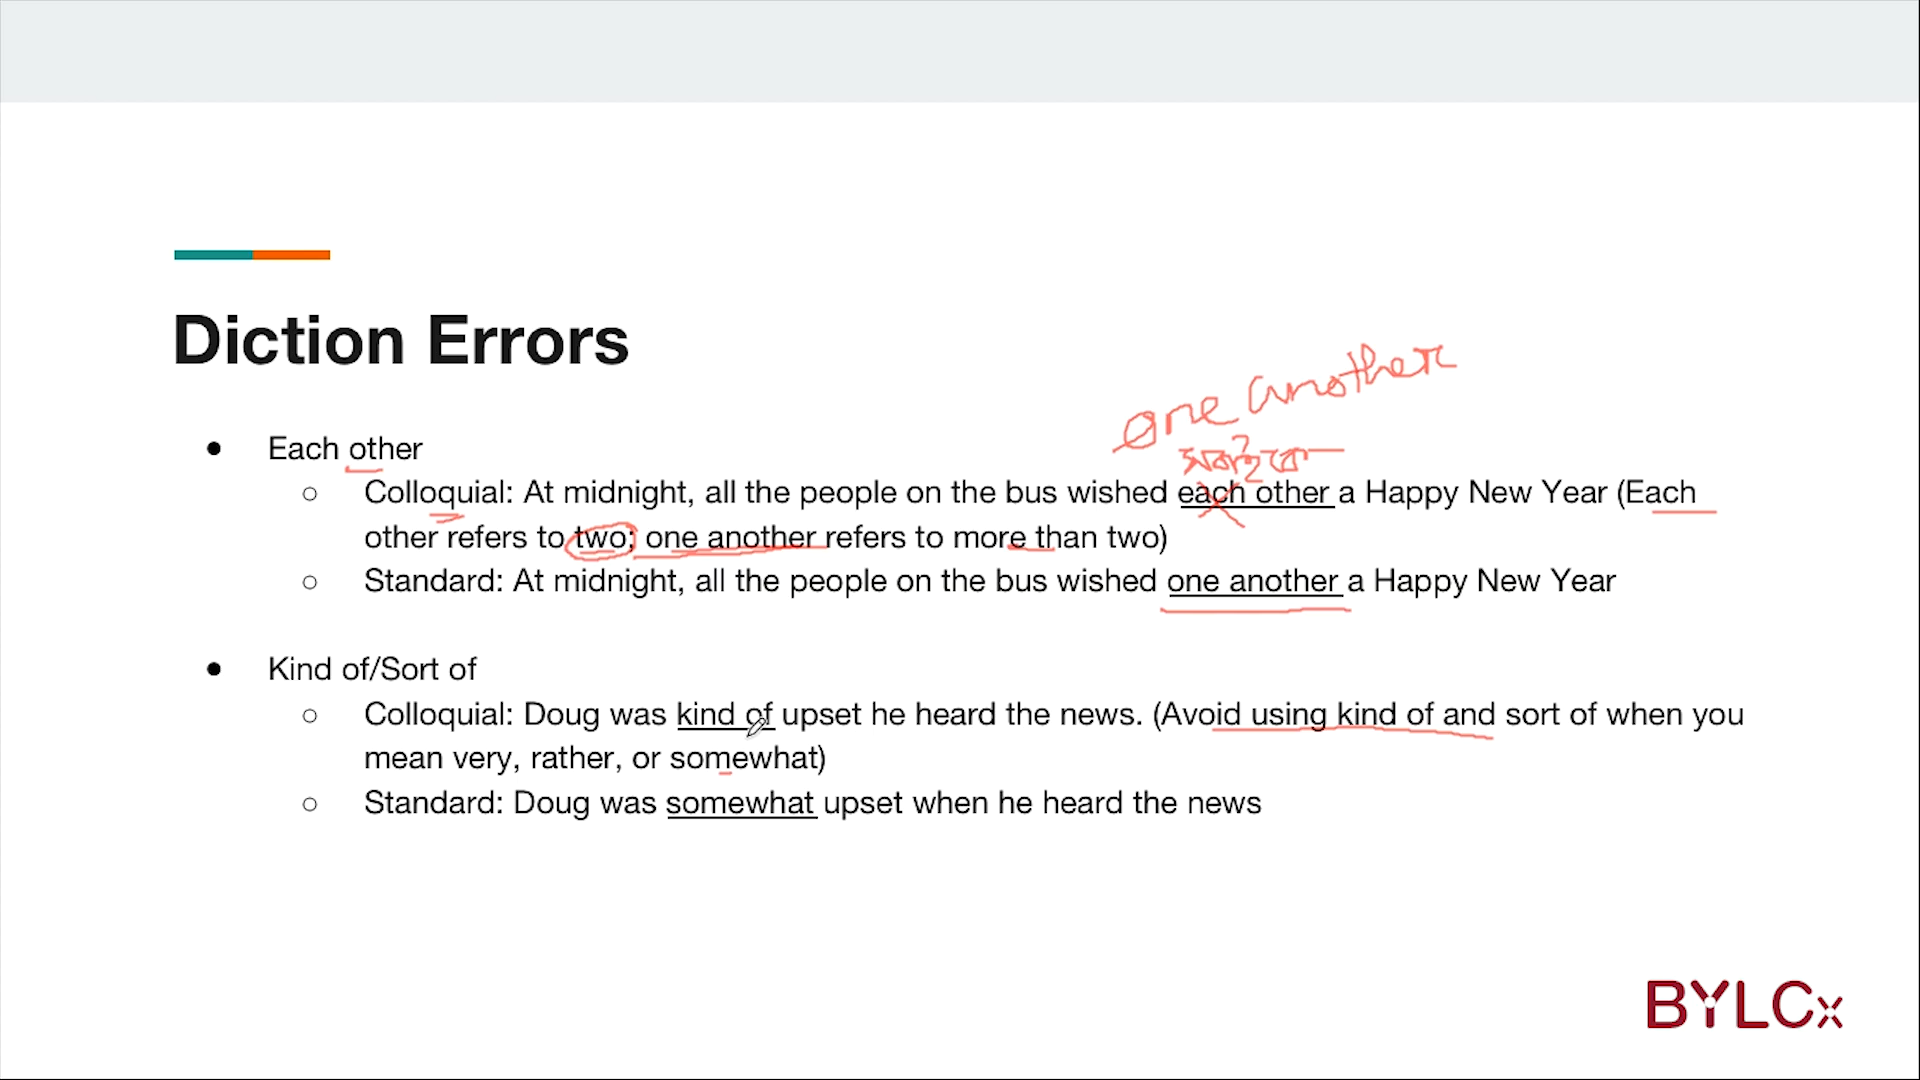 Diction Errors
one another
● Each other
○ Colloquial: At midnight, all the people on the bus wished each other a Happy New Year (Each
other refers to two; one another refers to more than two)
○ Standard: At midnight, all the people on the bus wished one another a Happy New Year
● Kind of/Sort of
○ Colloquial: Doug was kind of upset he heard the news. (Avoid using kind of and sort of when you
mean very, rather, or somewhat)
○ Standard: Doug was somewhat upset when he heard the news
BYLCx